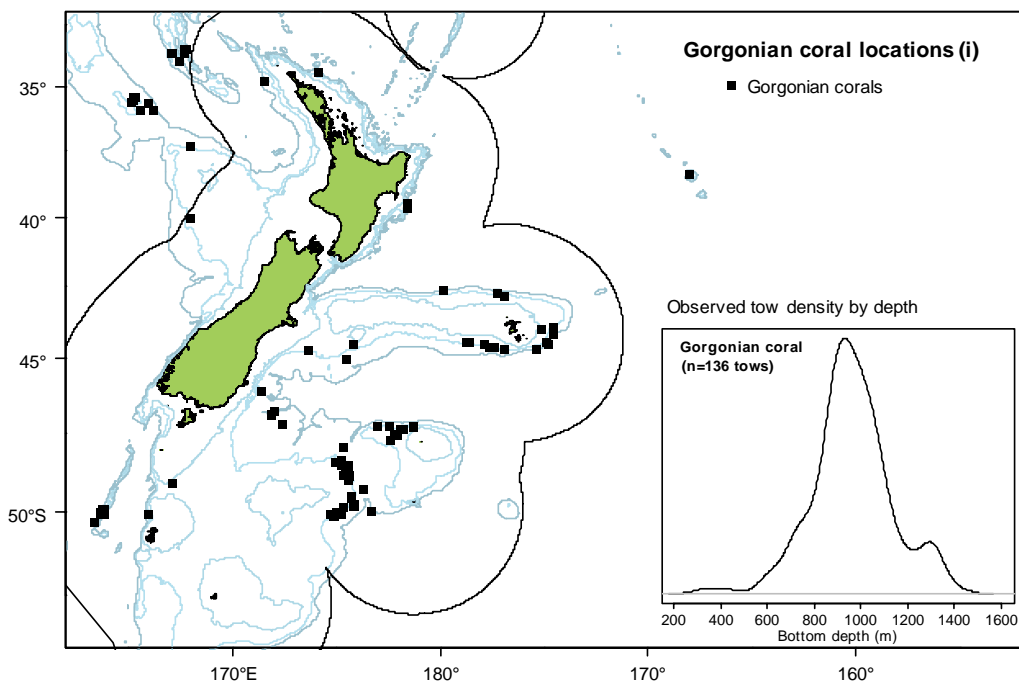 Gorgonian coral locations (i)
Gorgonian corals
35°
40°
45°
50°S
170°E
180°
170°
160°
Observed tow density by depth
Gorgonian coral
(n=136 tows)
200 400 600 800 1000 1200 1400 1600
Bottom depth (m)